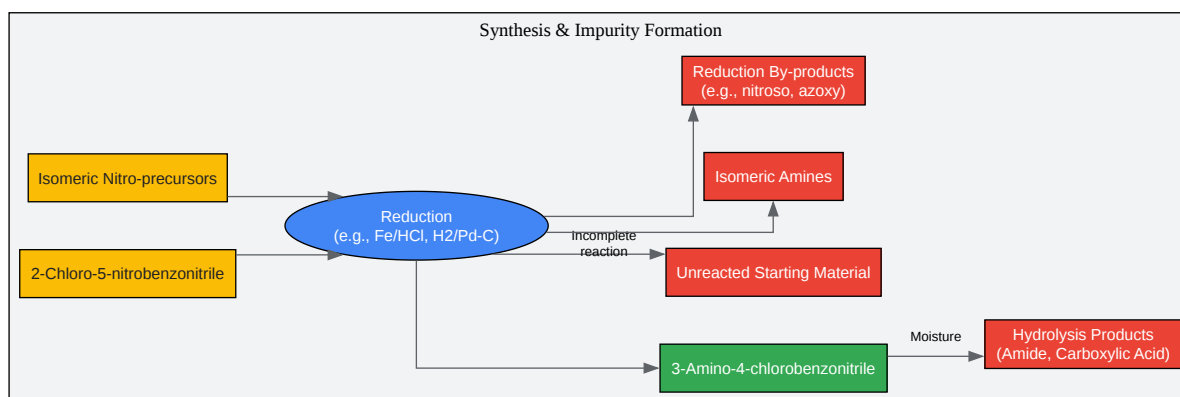 Synthesis & Impurity Formation
Reduction By-products
(e.g., nitroso, azoxy)
Isomeric Nitro-precursors
Isomeric Amines
Reduction
(e.g., Fe/HCl, H2/Pd-C)
Incomplete
reaction
2-Chloro-5-nitrobenzonitrile
Unreacted Starting Material
Moisture
Hydrolysis Products
(Amide, Carboxylic Acid)
3-Amino-4-chlorobenzonitrile